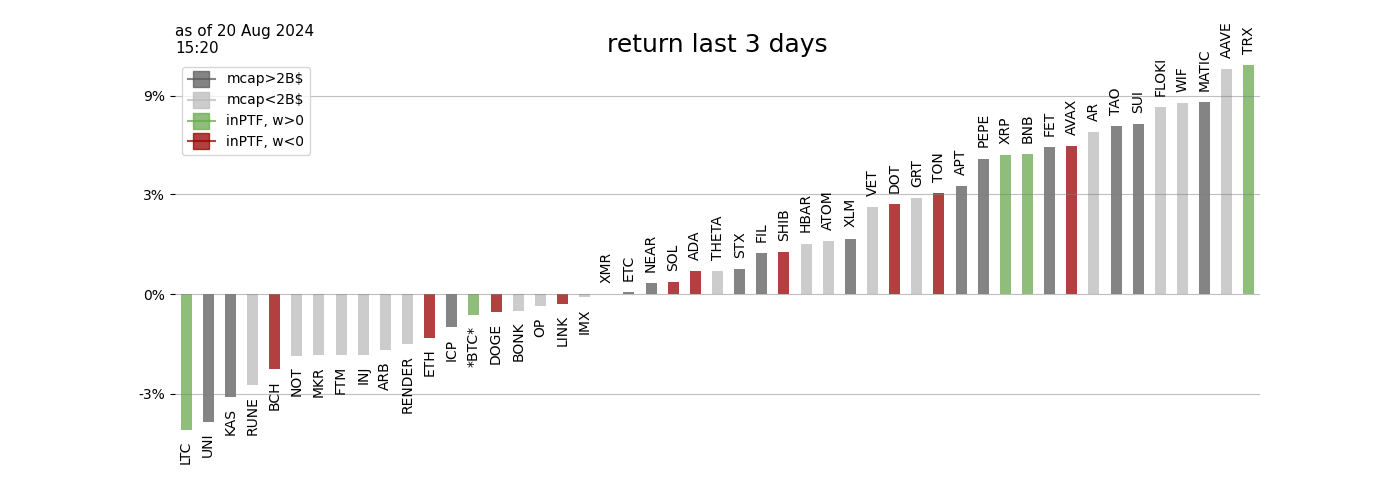 as of 20 Aug 2024
15:20
return last 3 days
mcap>2B$
mcap<2B$
inPTF, w>0
inPTF, w<0
9%
3%
0%
-3%
LTC
UNI
KAS
RUNE
BCH
NOT
MKR
FTM
INJ
ARB
RENDER
ETH
ICP
*BTC*
DOGE
BONK
OP
LINK
IMX
XMR
ETC
NEAR
SOL
ADA
THETA
STX
FIL
SHIB
HBAR
ATOM
XLM
VET
DOT
GRT
TON
APT
PEPE
XRP
BNB
FET
AVAX
AR
TAO
SUI
FLOKI
WIF
MATIC
AAVE
TRX